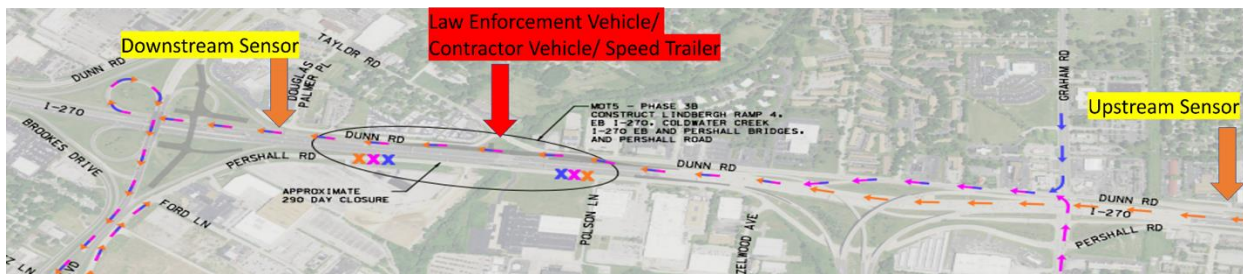 Law Enforcement Vehicle/
Contractor Vehicle/ Speed Trailer
Downstream Sensor
Upstream Sensor
TAYLOR RD
DUNN RD
DOUGLAS
PALMER PL
I-270
BROOKES DRIVE
PERSHALL RD
DUNN RD
MOT5 - PHASE 3B
CONSTRUCT LINDBERGH RAMP 4,
EB I-270, COLDWATER CREEK
I-270 EB AND PERSHALL BRIDGES,
AND PERSHALL ROAD
GRAHAM RD
DUNN RD
DUNN RD
I-270
PERSHALL RD
APPROXIMATE
290 DAY CLOSURE
FORD LN
POLSON LN
ZELWOOD AVE
Z LN
VD